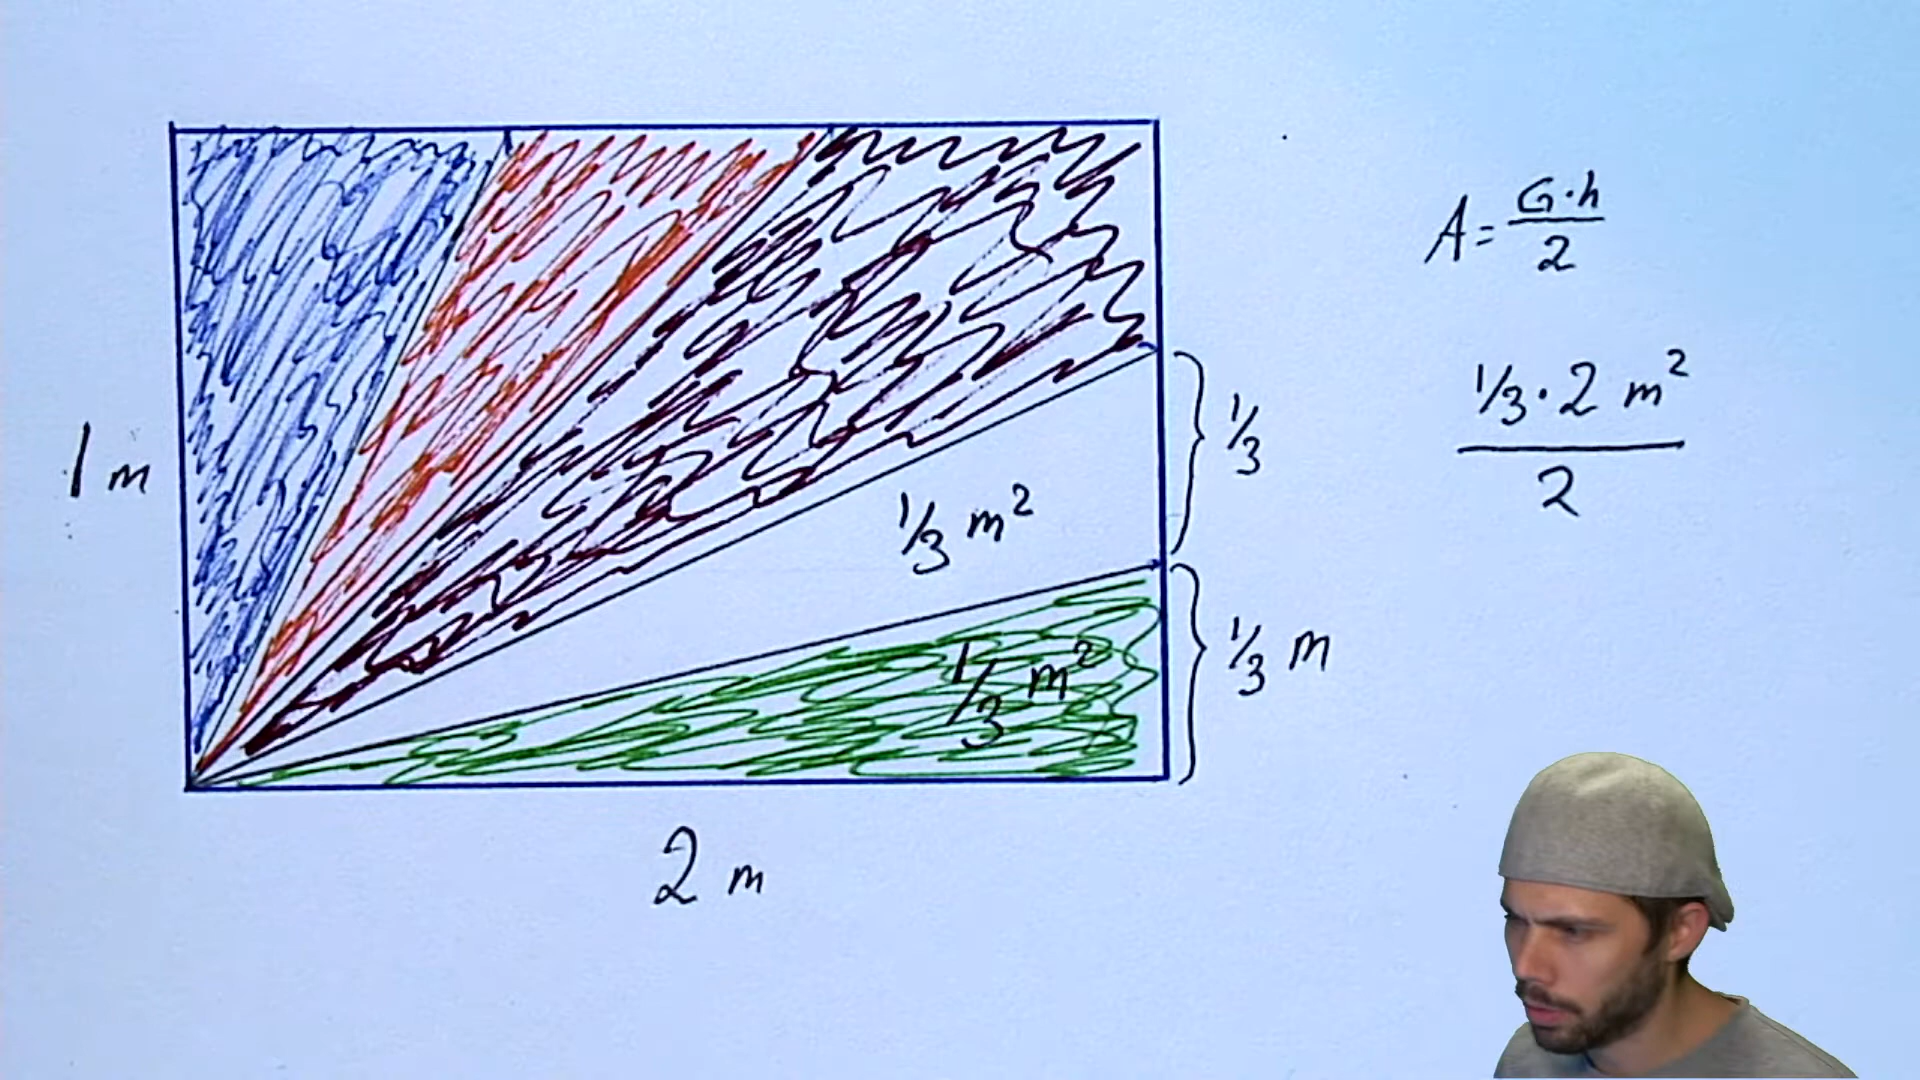 A = G·h/2
1 m
1/3
1/3 · 2 m²
2
1/3 m²
1/3 m
1/3 m²
2 m